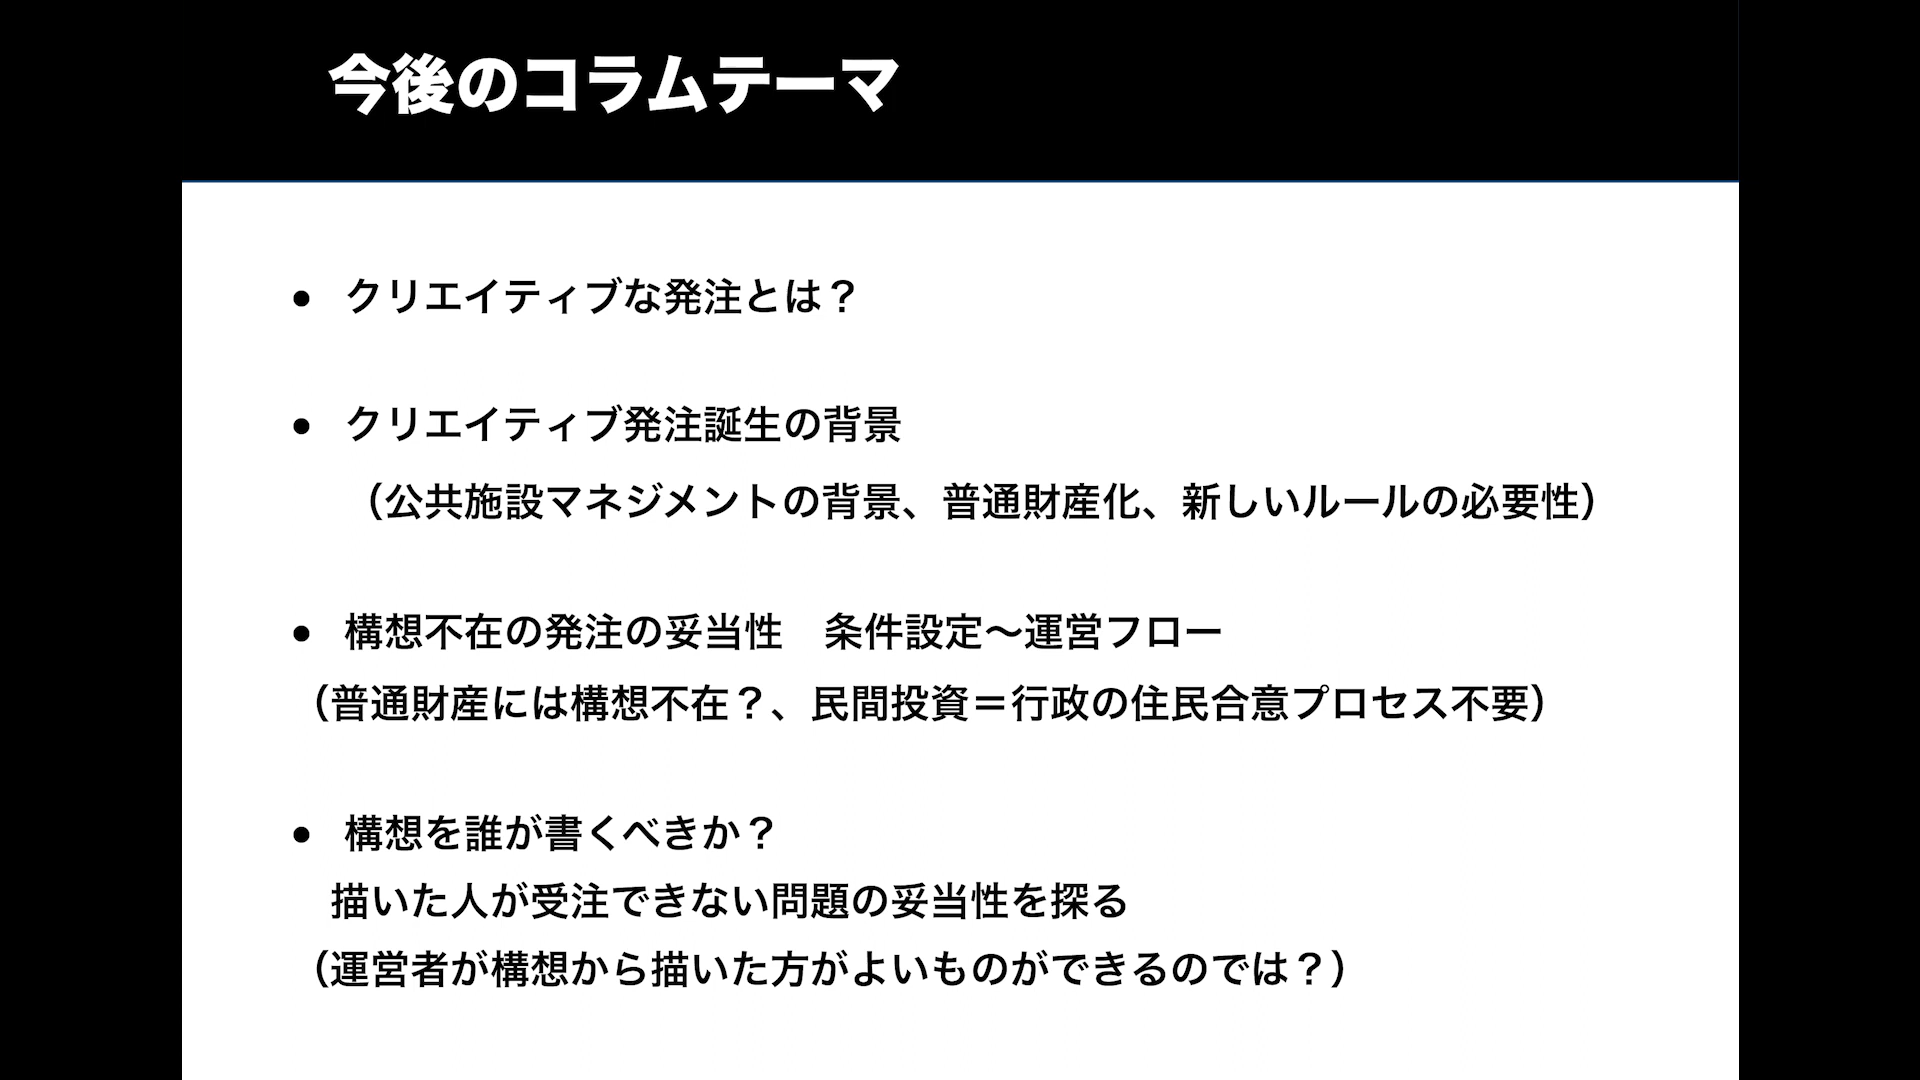 今後のコラムテーマ
• クリエイティブな発注とは？
• クリエイティブ発注誕生の背景
（公共施設マネジメントの背景、普通財産化、新しいルールの必要性）
• 構想不在の発注の妥当性　条件設定〜運営フロー
（普通財産には構想不在？、民間投資＝行政の住民合意プロセス不要）
• 構想を誰が書くべきか？
描いた人が受注できない問題の妥当性を探る
（運営者が構想から描いた方がよいものができるのでは？）